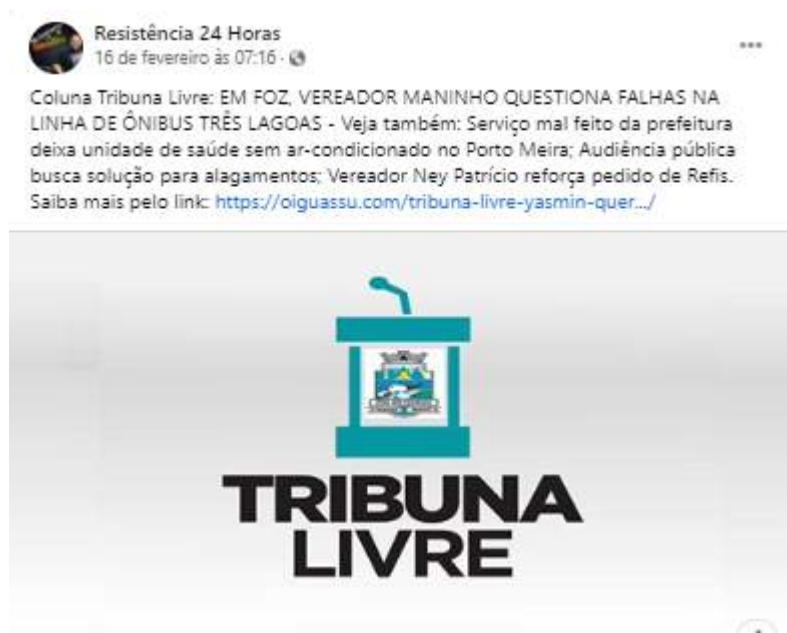 Resistência 24 Horas
16 de fevereiro às 07:16 ·
Coluna Tribuna Livre: EM FOZ, VEREADOR MANINHO QUESTIONA FALHAS NA
LINHA DE ÔNIBUS TRÊS LAGOAS - Veja também: Serviço mal feito da prefeitura
deixa unidade de saúde sem ar-condicionado no Porto Meira; Audiência pública
busca solução para alagamentos; Vereador Ney Patrício reforça pedido de Refis.
Saiba mais pelo link: https://oiguassu.com/tribuna-livre-yasmin-quer.../
TRIBUNA
LIVRE